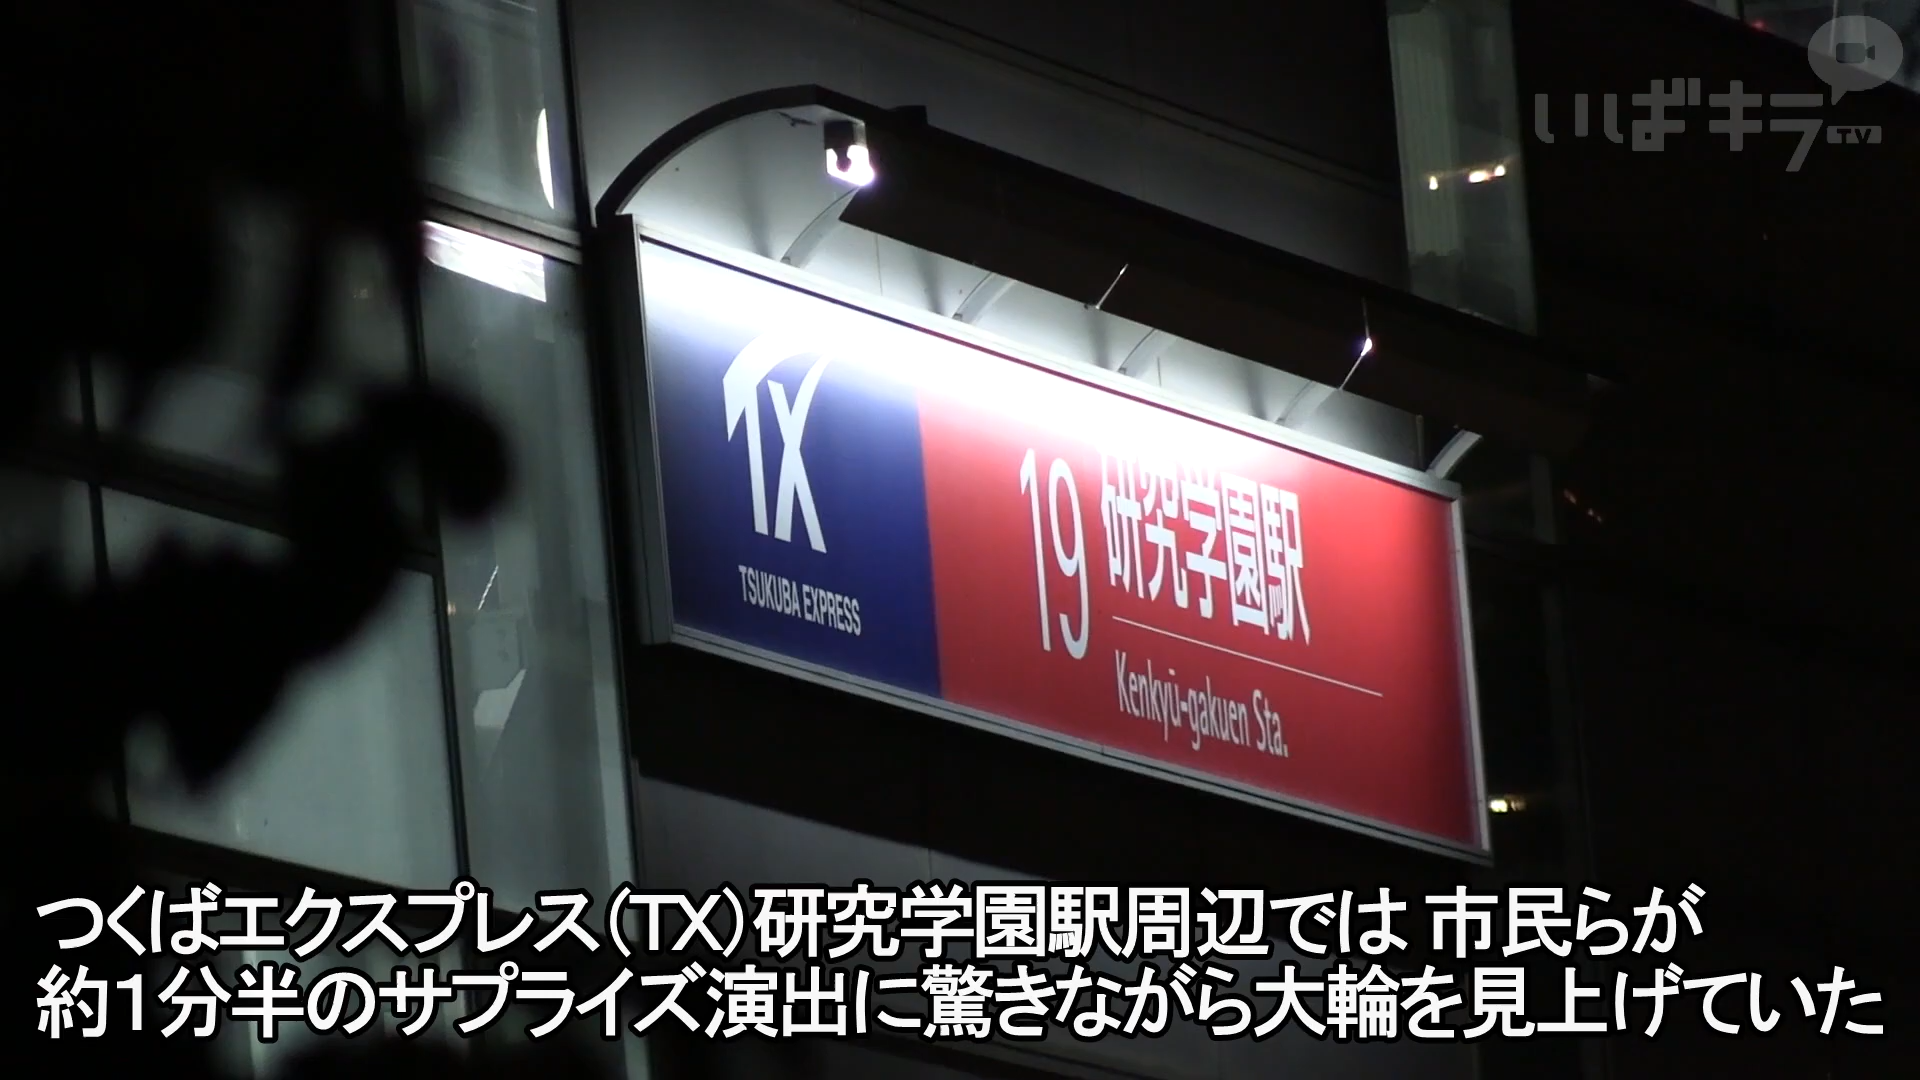 いばキラTV
TX
TSUKUBA EXPRESS
19
研究学園駅
Kenkyū-gakuen Sta.
つくばエクスプレス（TX）研究学園駅周辺では 市民らが
約1分半のサプライズ演出に驚きながら大輪を見上げていた